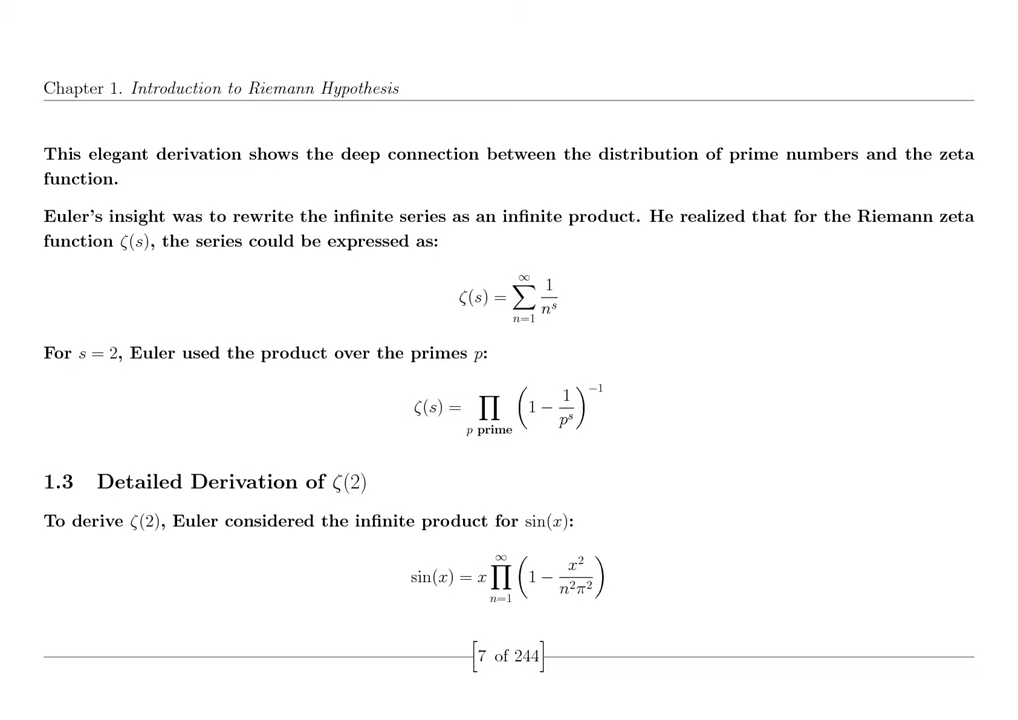 Chapter 1. Introduction to Riemann Hypothesis
This elegant derivation shows the deep connection between the distribution of prime numbers and the zeta
function.
Euler's insight was to rewrite the infinite series as an infinite product. He realized that for the Riemann zeta
function ζ(s), the series could be expressed as:
ζ(s) = ∑_{n=1}^{∞} 1/n^s
For s = 2, Euler used the product over the primes p:
ζ(s) = ∏_{p prime} (1 − 1/p^s)^{−1}
1.3 Detailed Derivation of ζ(2)
To derive ζ(2), Euler considered the infinite product for sin(x):
sin(x) = x ∏_{n=1}^{∞} (1 − x²/n²π²)
[7 of 244]